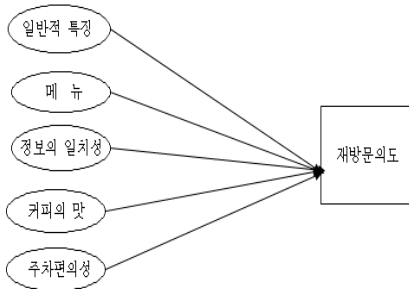 일반적 특징
메 뉴
정보의 일치성
재방문의도
커피의 맛
주차편의성